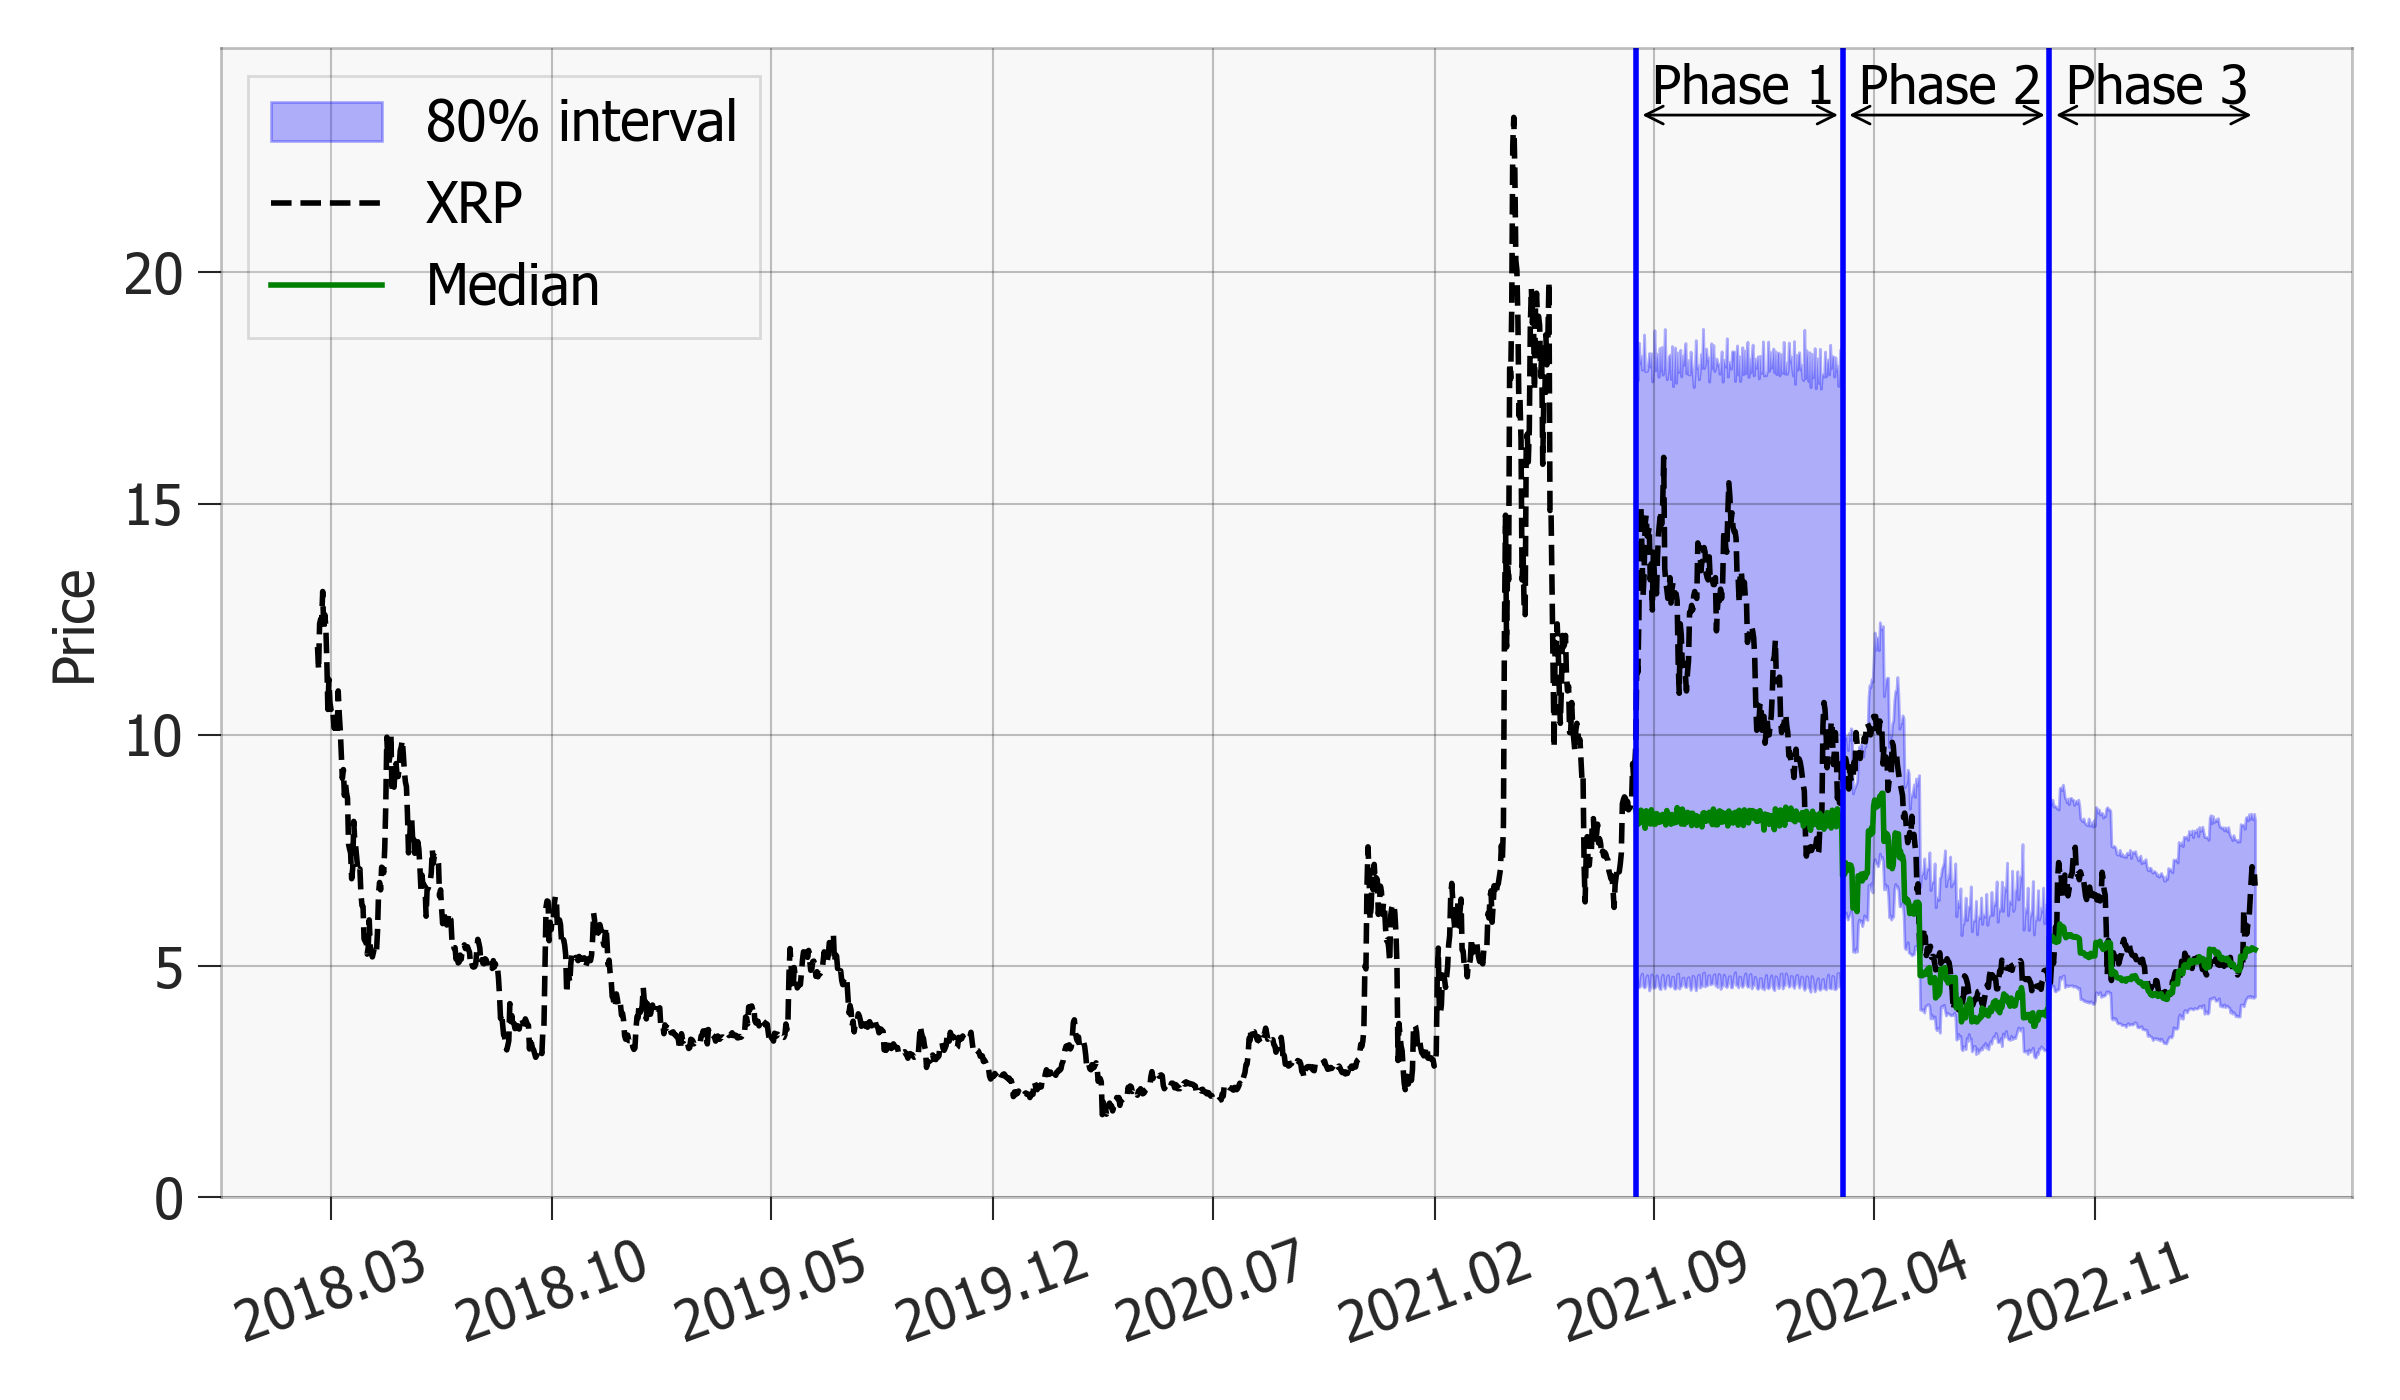 80% interval
XRP
Median
Phase 1
Phase 2
Phase 3
Price
20
15
10
5
0
2018.03
2018.10
2019.05
2019.12
2020.07
2021.02
2021.09
2022.04
2022.11